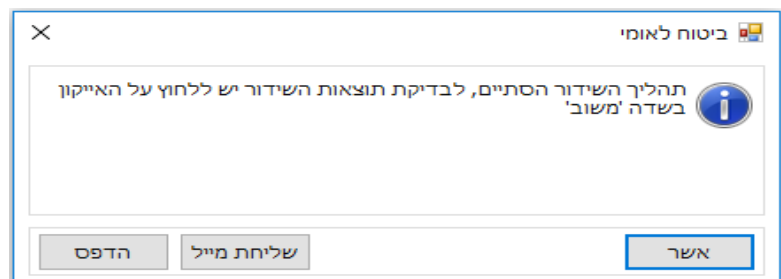 ביטוח לאומי
תהליך השידור הסתיים, לבדיקת תוצאות השידור יש ללחוץ על האייקון
בשדה 'משוב'
אשר
שליחת מייל
הדפס